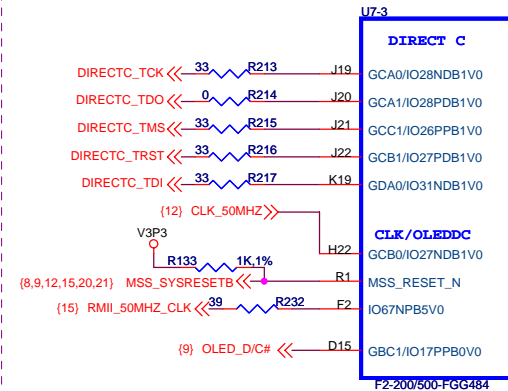 U7-3
DIRECT C
DIRECTC_TCK 33 R213 J19 GCA0/IO28NDB1V0
DIRECTC_TDO 0 R214 J20 GCA1/IO28PDB1V0
DIRECTC_TMS 33 R215 J21 GCC1/IO26PPB1V0
DIRECTC_TRST 33 R216 J22 GCB1/IO27PDB1V0
DIRECTC_TDI 33 R217 K19 GDA0/IO31NDB1V0
{12} CLK_50MHZ
V3P3
CLK/OLEDDC
H22 GCB0/IO27NDB1V0
R133 1K,1%
{8,9,12,15,20,21} MSS_SYSRESETB R1 MSS_RESET_N
{15} RMII_50MHZ_CLK 39 R232 F2 IO67NPB5V0
{9} OLED_D/C# D15 GBC1/IO17PPB0V0
F2-200/500-FGG484